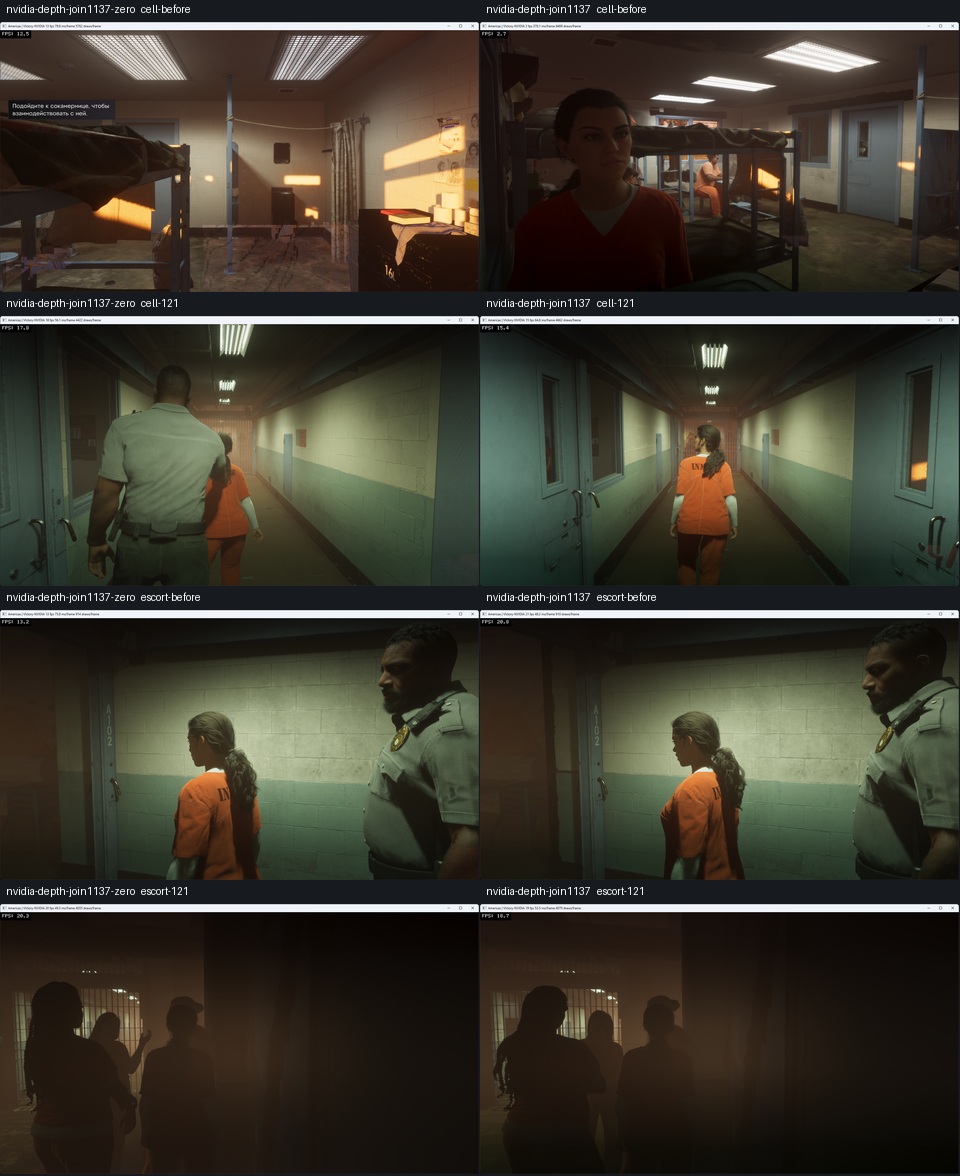 nvidia-depth-join1137-zero cell-before
nvidia-depth-join1137 cell-before
FPS: 12.5
FPS: 2.7
Подойдите к сокамернице, чтобы
взаимодействовать с ней.
nvidia-depth-join1137-zero cell-121
nvidia-depth-join1137 cell-121
FPS: 17.8
FPS: 15.4
nvidia-depth-join1137-zero escort-before
nvidia-depth-join1137 escort-before
FPS: 13.2
FPS: 20.8
A102
A102
nvidia-depth-join1137-zero escort-121
nvidia-depth-join1137 escort-121
FPS: 20.3
FPS: 18.7